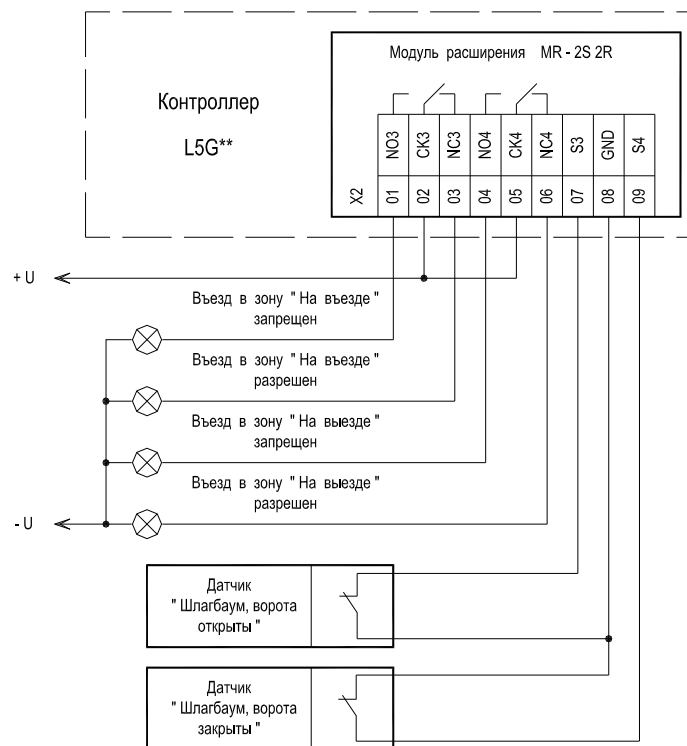 Модуль расширения MR - 2S 2R
Контроллер
L5G**
NO3
CK3
NC3
NO4
CK4
NC4
S3
GND
S4
X2
01
02
03
04
05
06
07
08
09
+ U
Въезд в зону " На въезде "
запрещен
Въезд в зону " На въезде "
разрешен
Въезд в зону " На выезде "
запрещен
Въезд в зону " На выезде "
разрешен
- U
Датчик
" Шлагбаум, ворота
открыты "
Датчик
" Шлагбаум, ворота
закрыты "